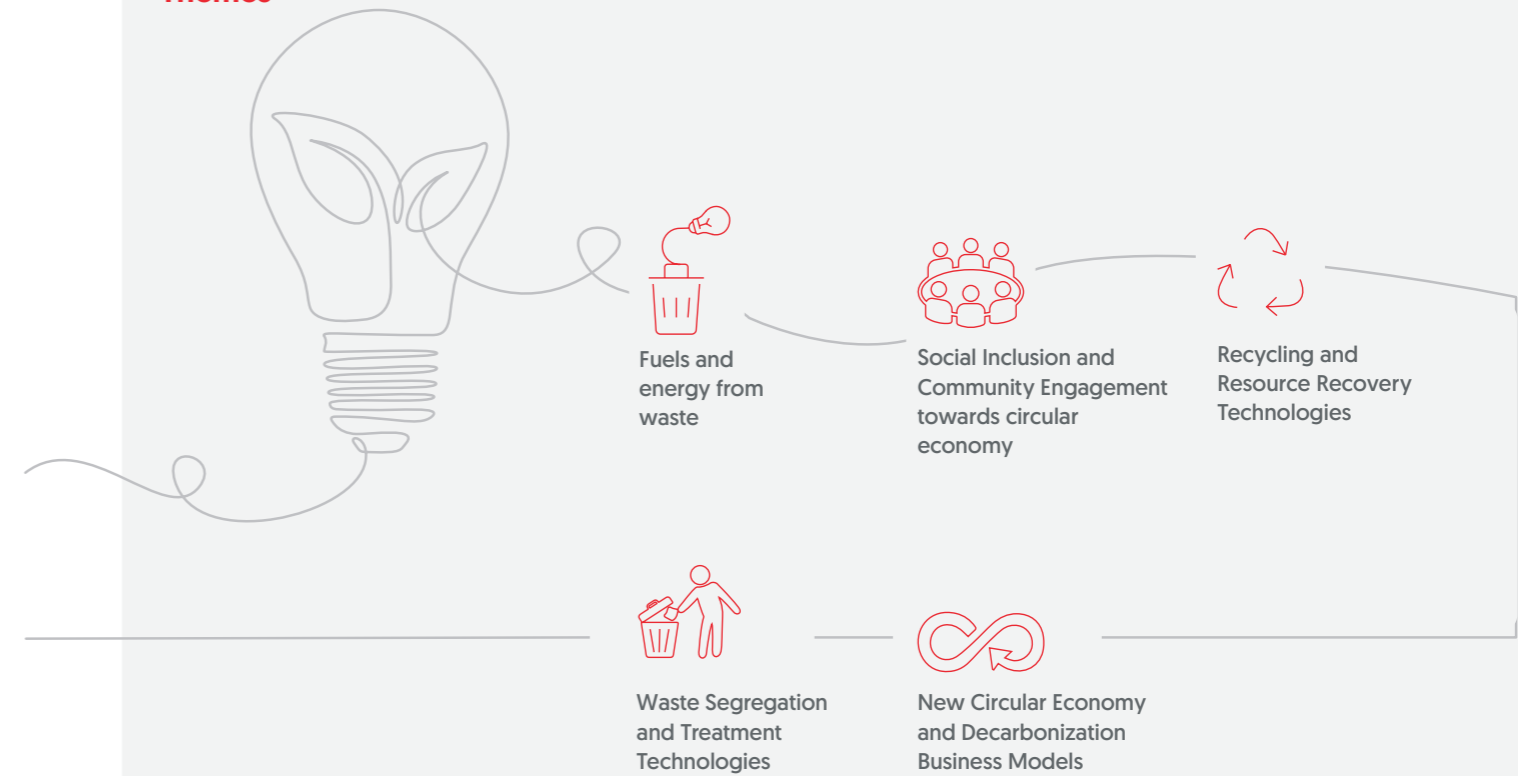 Themes
Fuels and
energy from
waste
Social Inclusion and
Community Engagement
towards circular
economy
Recycling and
Resource Recovery
Technologies
Waste Segregation
and Treatment
Technologies
New Circular Economy
and Decarbonization
Business Models